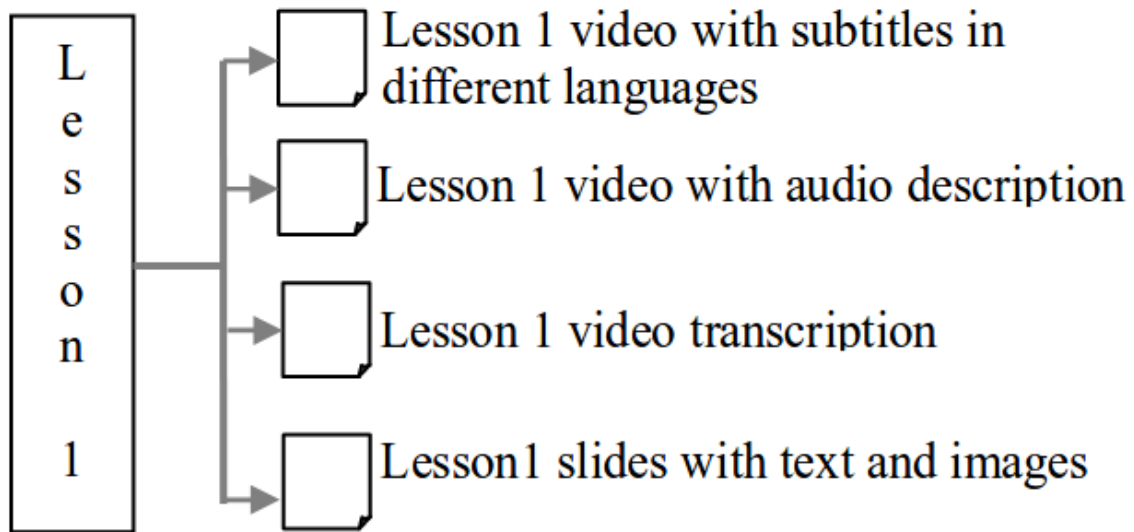 Lesson 1
Lesson 1 video with subtitles in
different languages
Lesson 1 video with audio description
Lesson 1 video transcription
Lesson1 slides with text and images